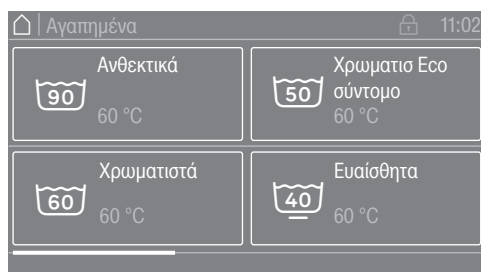 Αγαπημένα 11:02
90 Ανθεκτικά
60 °C
50 Χρωματισ Eco
σύντομο
60 °C
60 Χρωματιστά
60 °C
40 Ευαίσθητα
60 °C